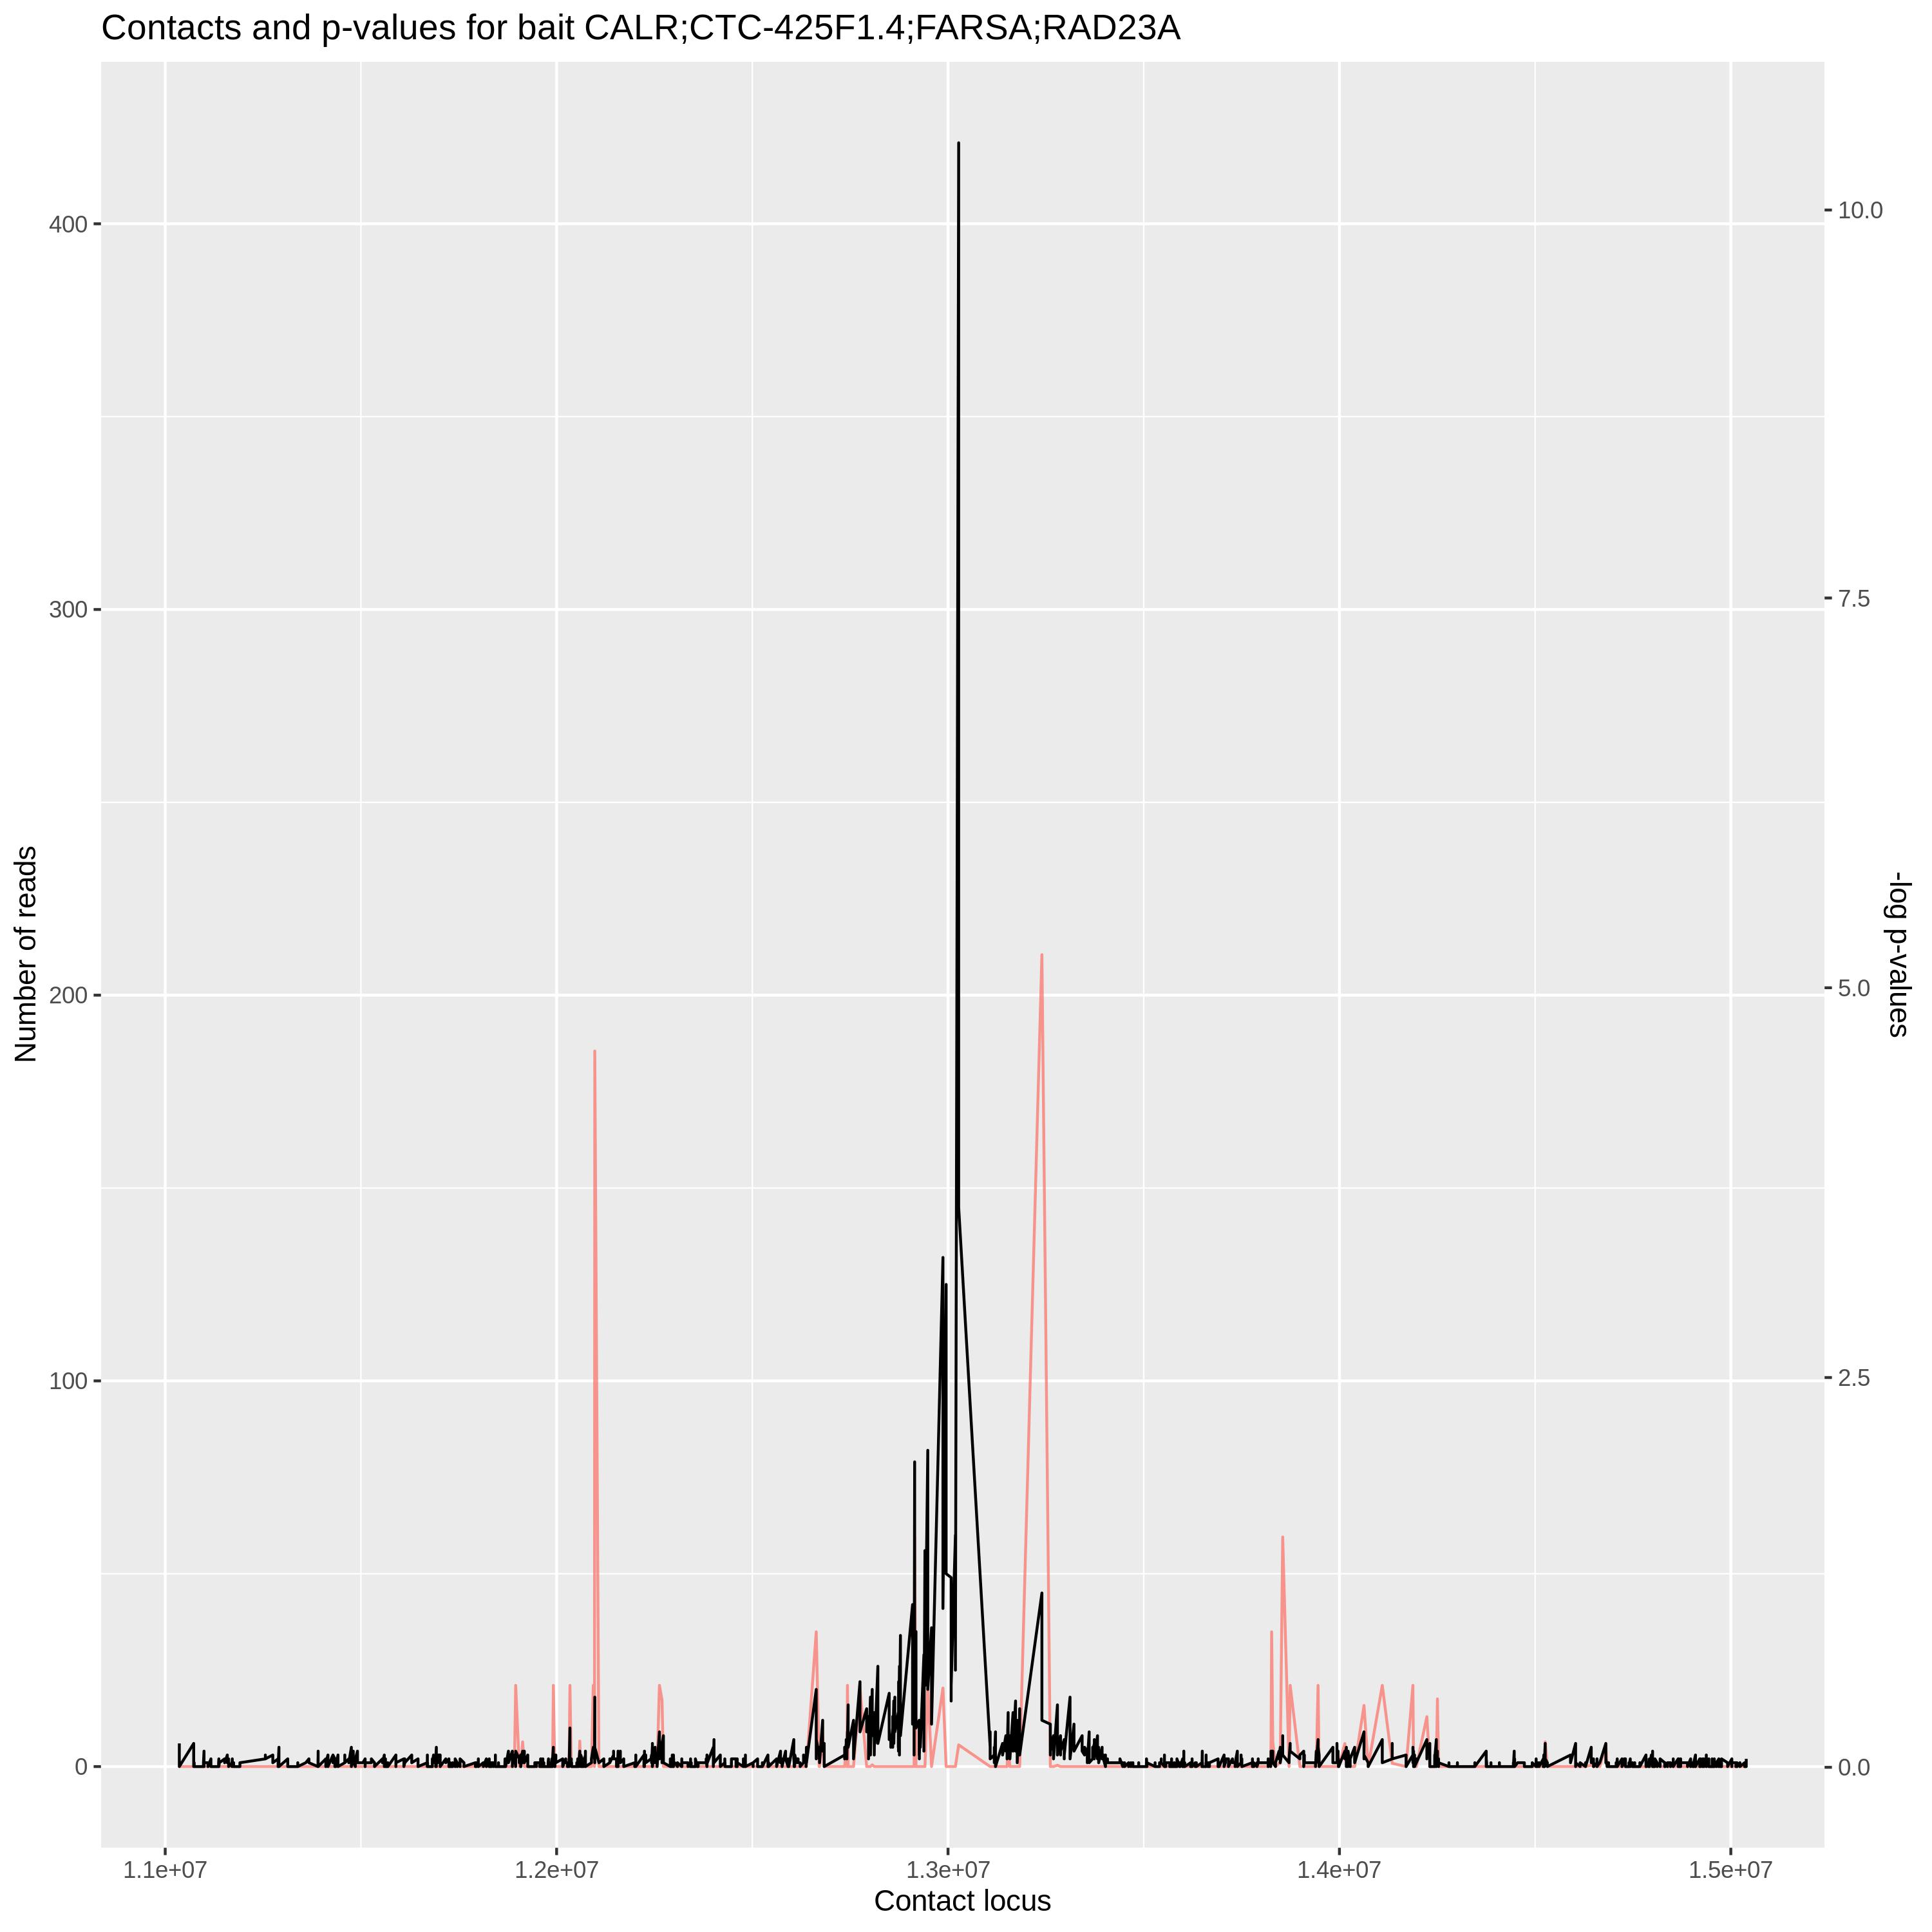 Contacts and p-values for bait CALR;CTC-425F1.4;FARSA;RAD23A
400
300
200
100
0
Number of reads
10.0
7.5
5.0
2.5
0.0
-log p-values
1.1e+07
1.2e+07
1.3e+07
1.4e+07
1.5e+07
Contact locus